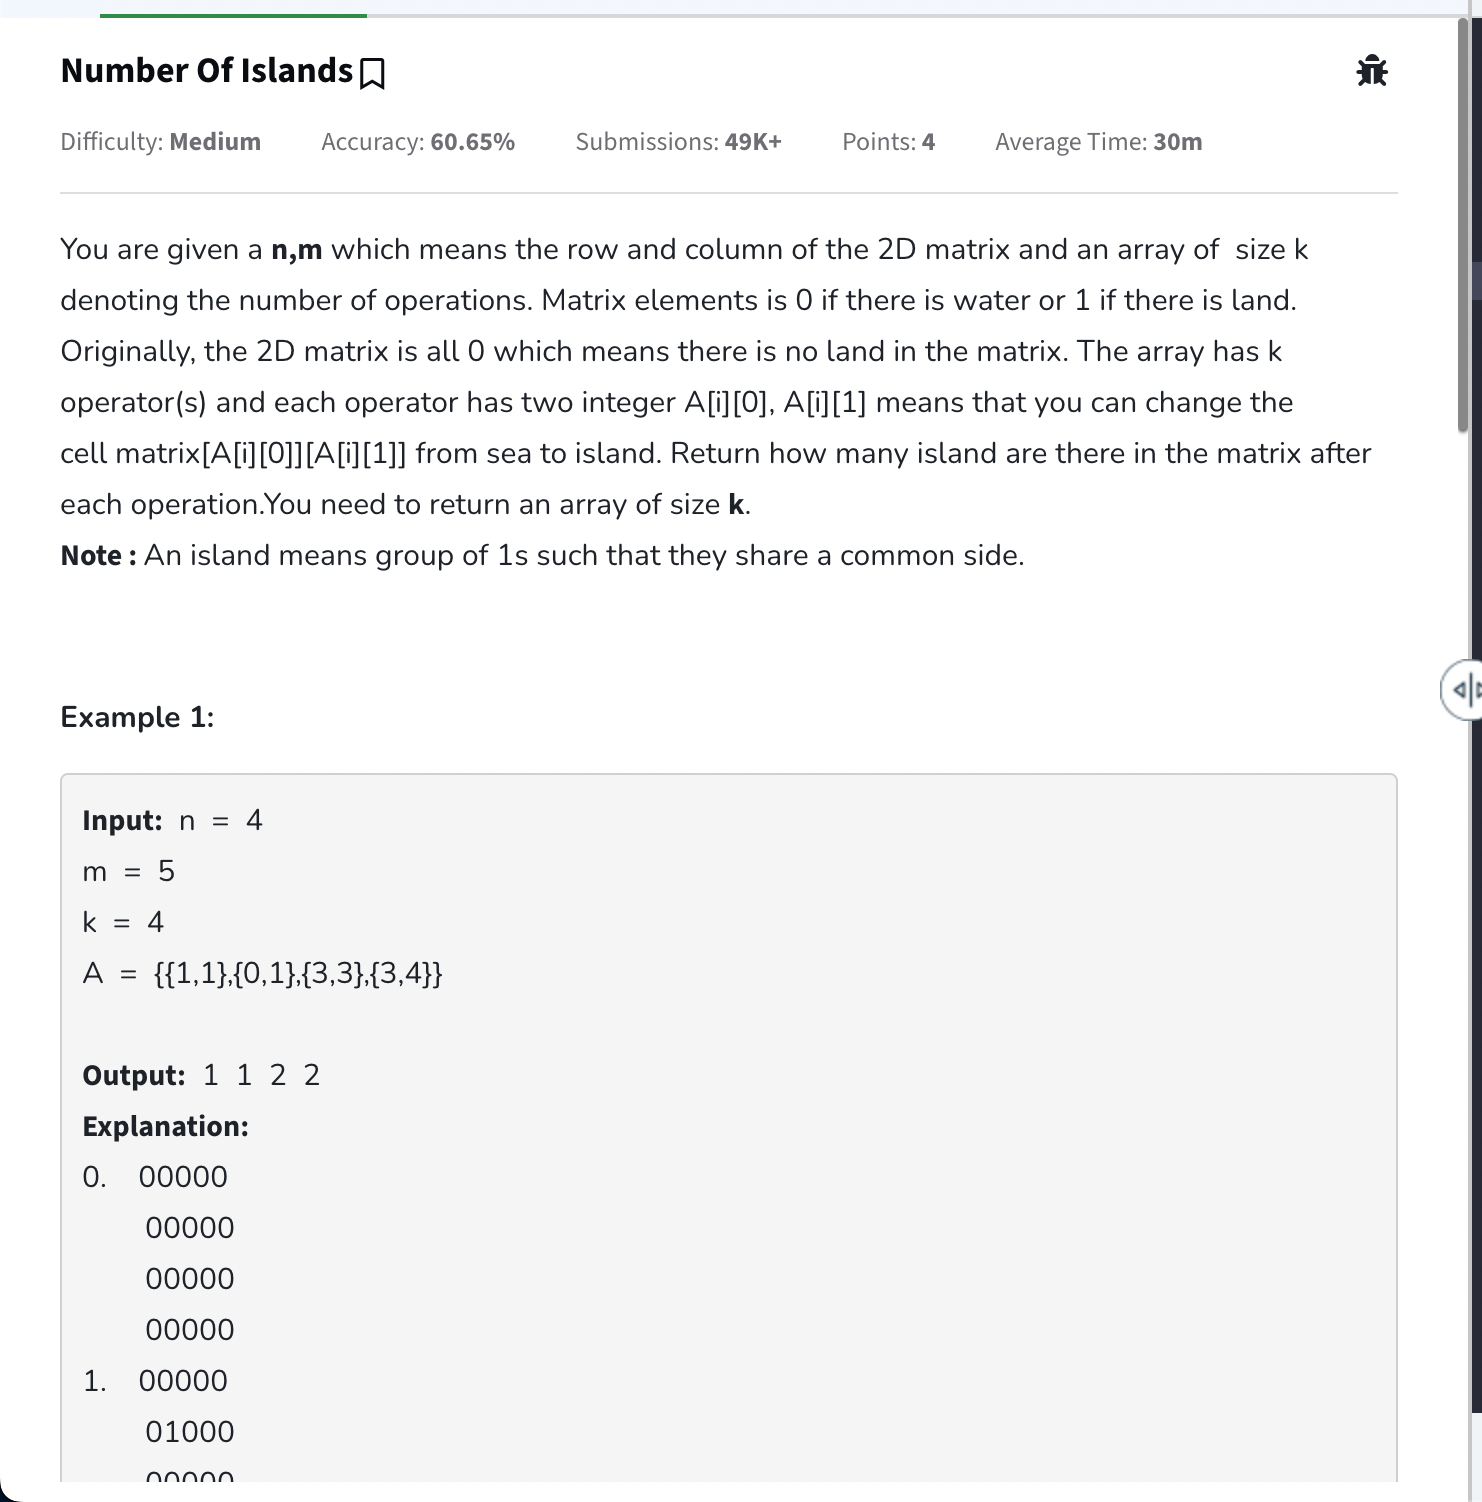 Number Of Islands
Difficulty: Medium Accuracy: 60.65% Submissions: 49K+ Points: 4 Average Time: 30m
You are given a n,m which means the row and column of the 2D matrix and an array of  size k
denoting the number of operations. Matrix elements is 0 if there is water or 1 if there is land.
Originally, the 2D matrix is all 0 which means there is no land in the matrix. The array has k
operator(s) and each operator has two integer A[i][0], A[i][1] means that you can change the
cell matrix[A[i][0]][A[i][1]] from sea to island. Return how many island are there in the matrix after
each operation.You need to return an array of size k.
Note : An island means group of 1s such that they share a common side.
Example 1:
Input: n = 4
m = 5
k = 4
A = {{1,1},{0,1},{3,3},{3,4}}
Output: 1 1 2 2
Explanation:
0. 00000
00000
00000
00000
1. 00000
01000
00000